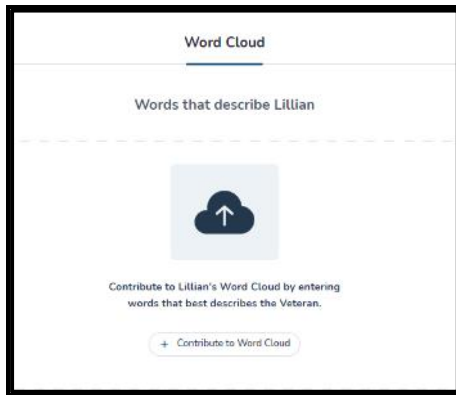 Word Cloud
Words that describe Lillian
Contribute to Lillian's Word Cloud by entering
words that best describes the Veteran.
+ Contribute to Word Cloud